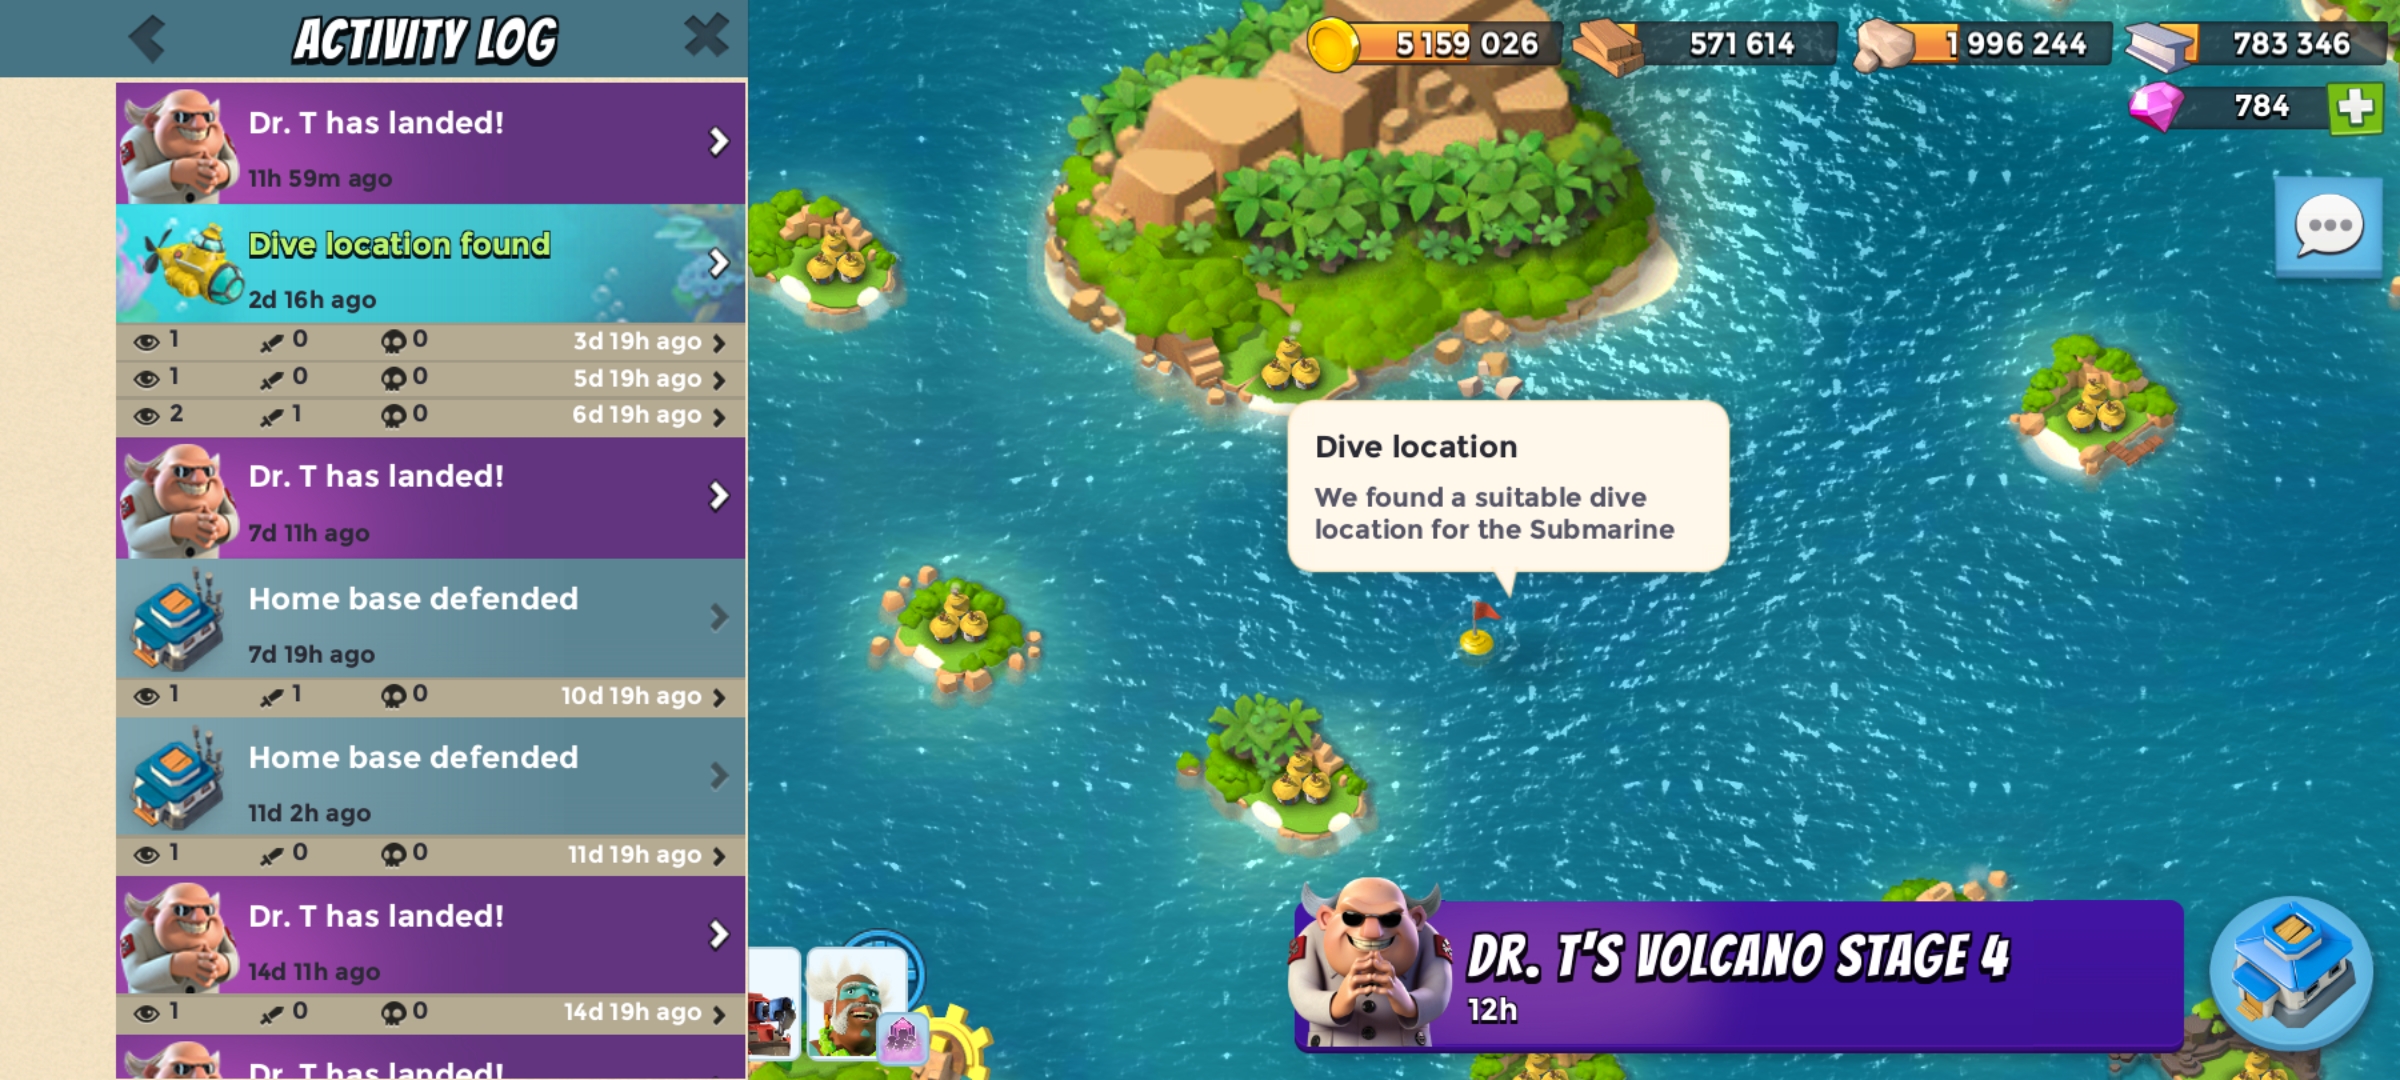 ACTIVITY LOG
Dr. T has landed!
11h 59m ago
Dive location found
2d 16h ago
1 0 0 3d 19h ago
1 0 0 5d 19h ago
2 1 0 6d 19h ago
Dr. T has landed!
7d 11h ago
Home base defended
7d 19h ago
1 1 0 10d 19h ago
Home base defended
11d 2h ago
1 0 0 11d 19h ago
Dr. T has landed!
14d 11h ago
1 0 0 14d 19h ago
Dr. T has landed!
5 159 026
571 614
1 996 244
783 346
784
Dive location
We found a suitable dive
location for the Submarine
DR. T'S VOLCANO STAGE 4
12h